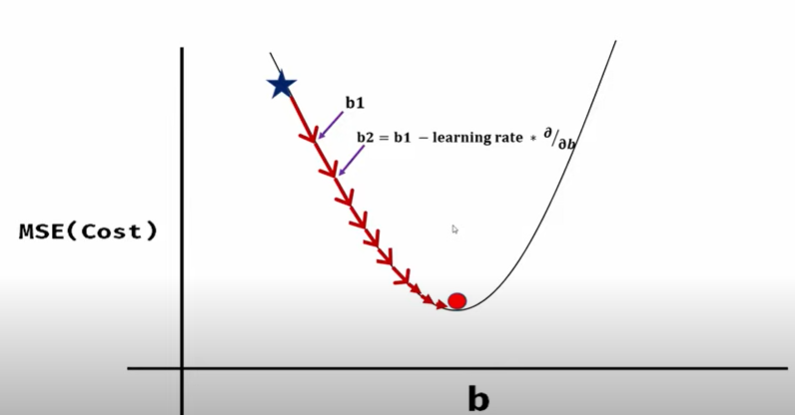 b1
b2 = b1 − learning rate * ∂/∂b
MSE(Cost)
b